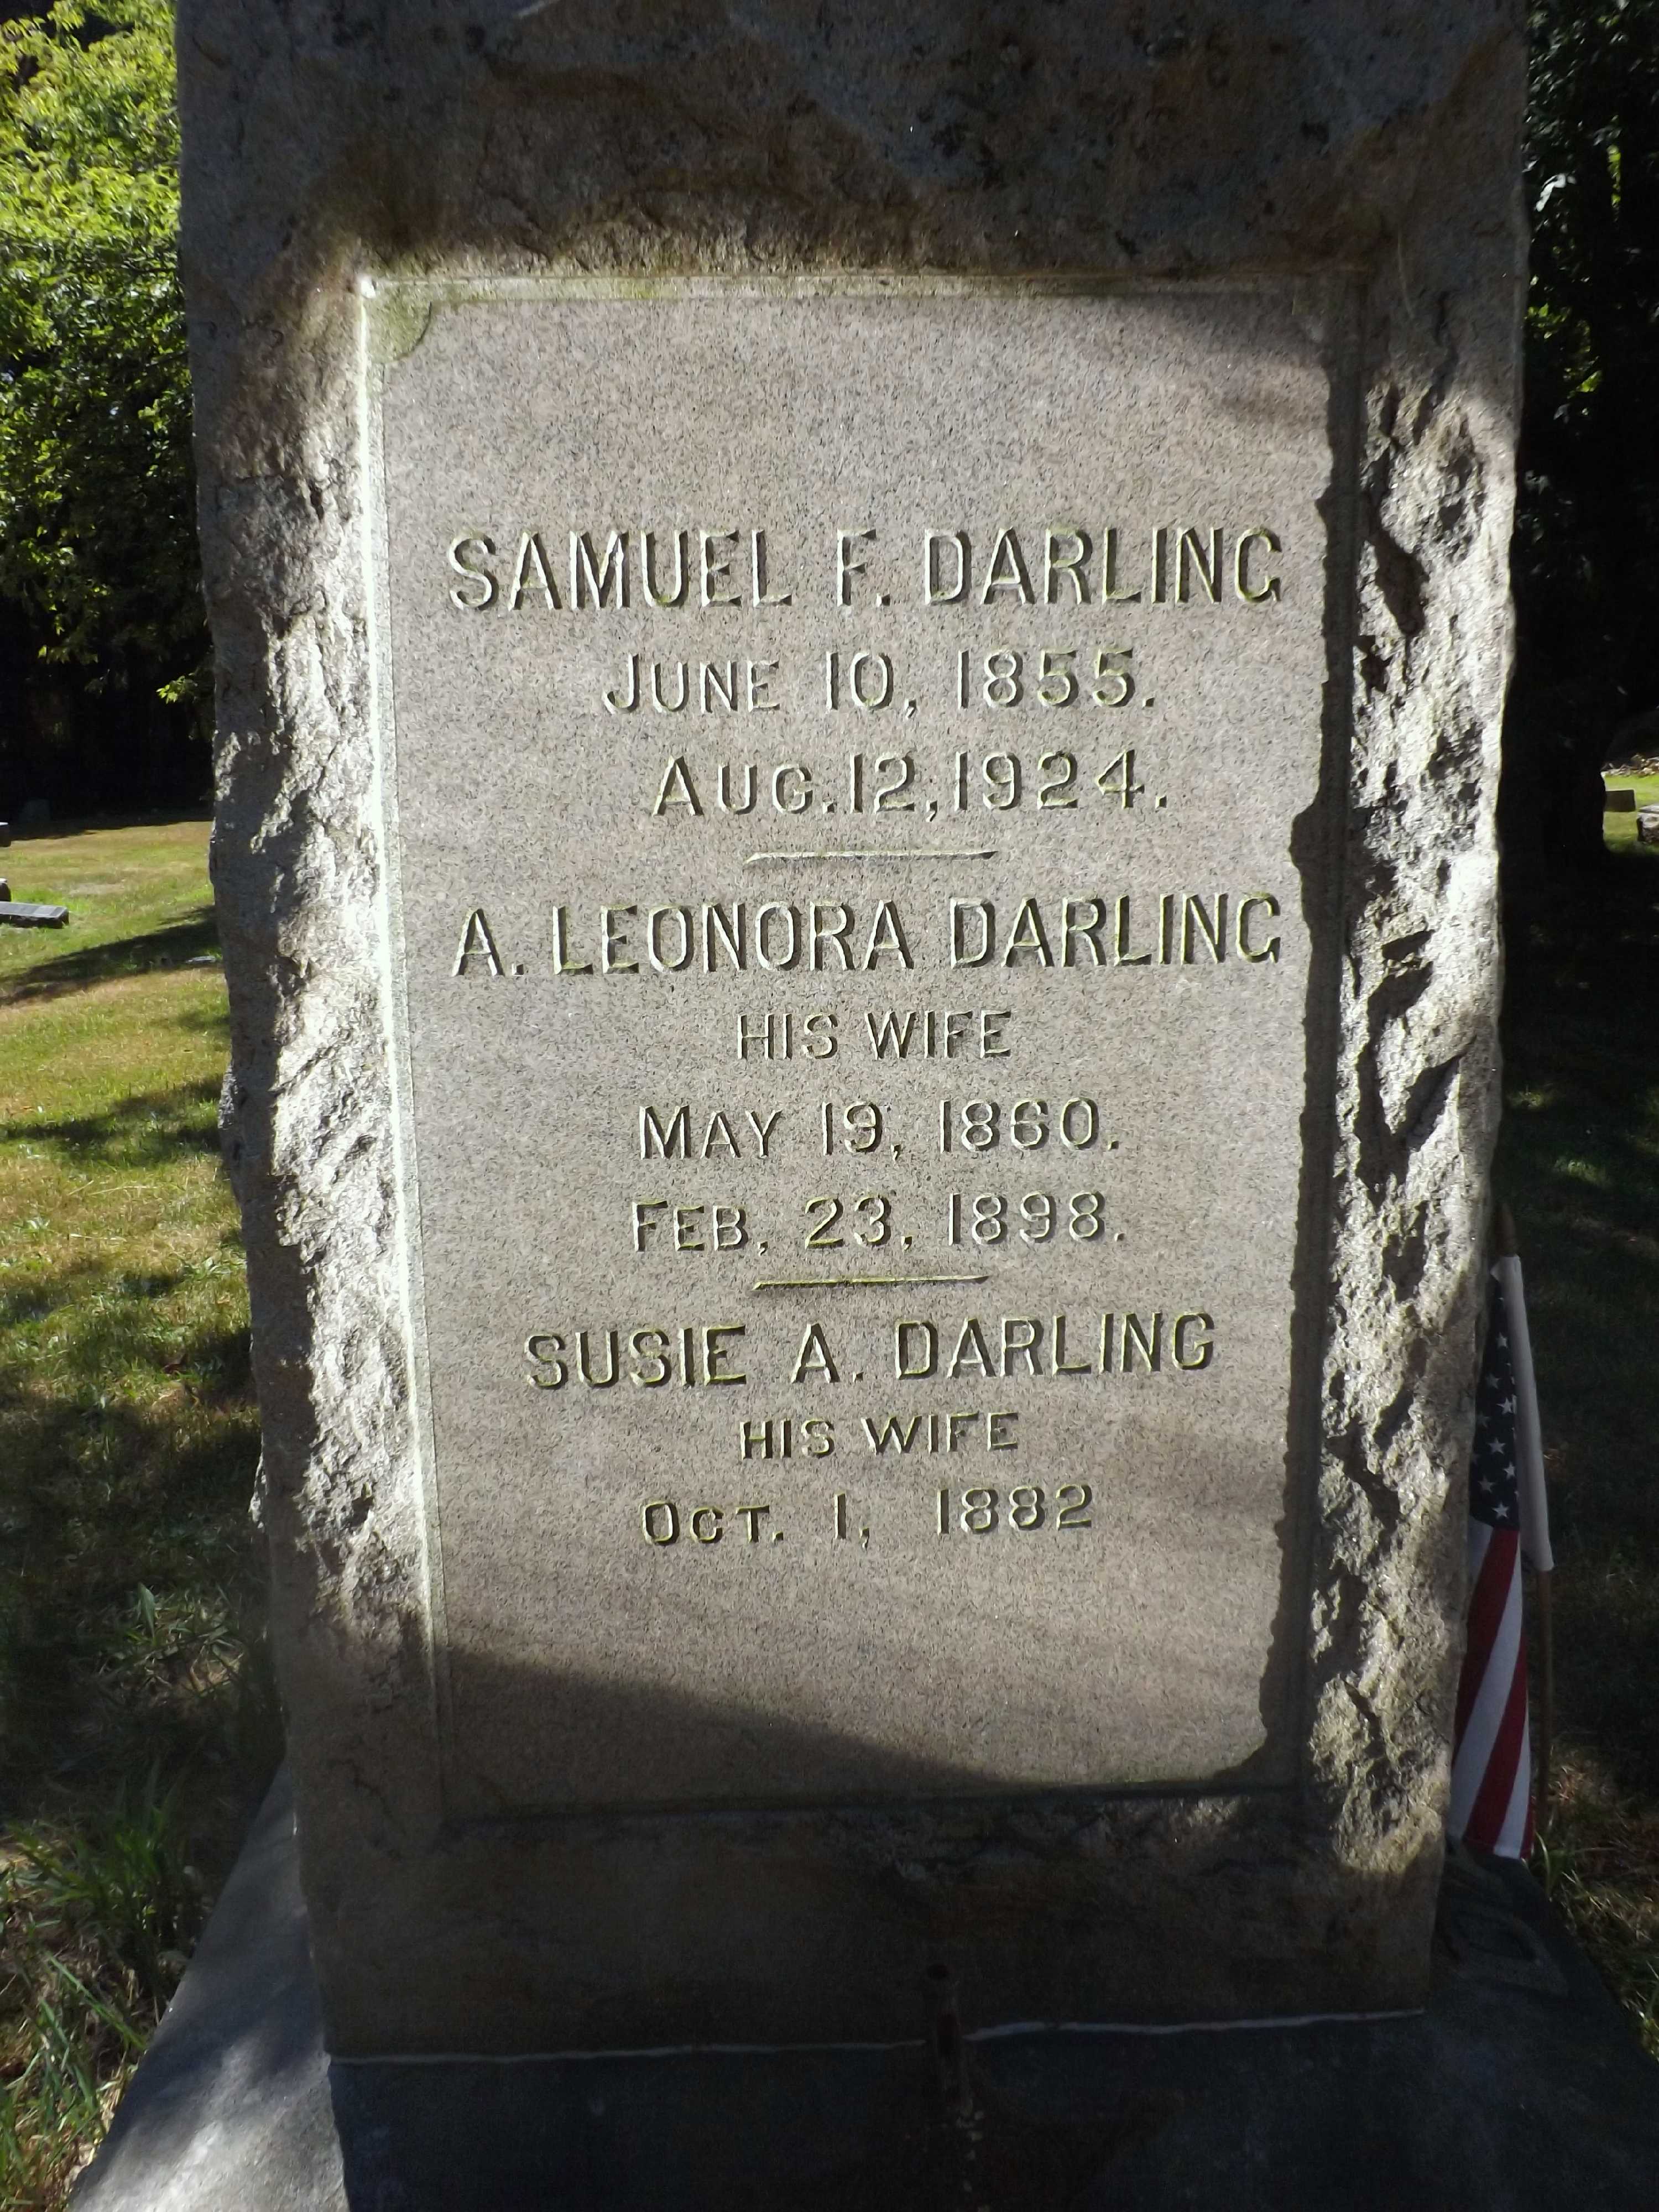 SAMUEL F. DARLING
JUNE 10, 1855.
AUG. 12, 1924.
A. LEONORA DARLING
HIS WIFE
MAY 19, 1860.
FEB. 23, 1898.
SUSIE A. DARLING
HIS WIFE
OCT. 1, 1882